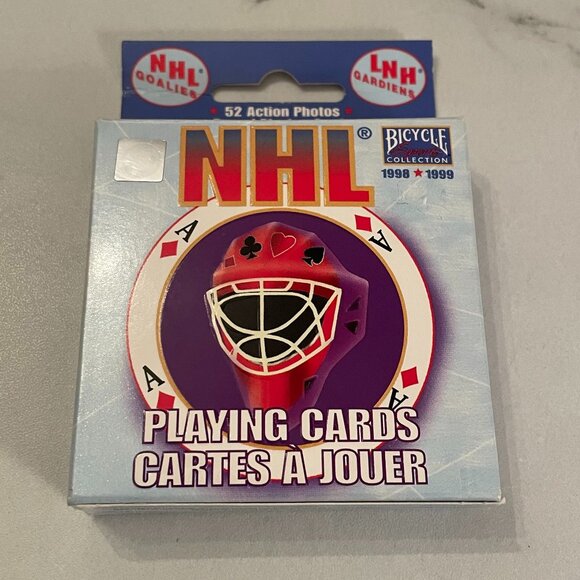 NHL® GOALIES
LNH® GARDIENS
52 Action Photos
NHL®
BICYCLE
COLLECTION
1998 ★ 1999
A
A
A
A
PLAYING CARDS
CARTES À JOUER